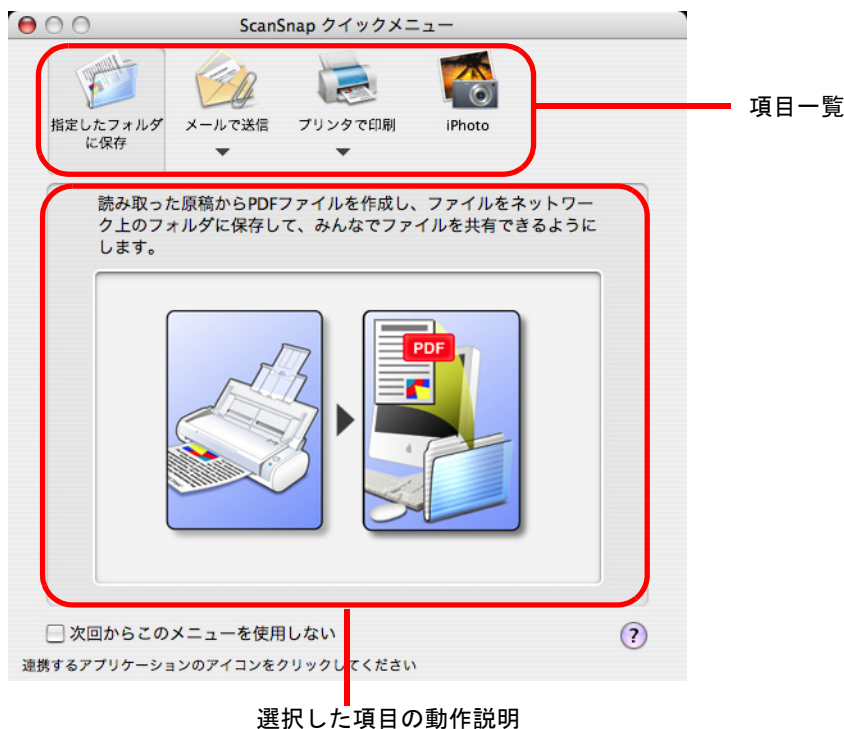 ScanSnap クイックメニュー
指定したフォルダ
に保存
メールで送信
プリンタで印刷
iPhoto
項目一覧
読み取った原稿からPDFファイルを作成し、ファイルをネットワー
ク上のフォルダに保存して、みんなでファイルを共有できるように
します。
PDF
次回からこのメニューを使用しない
?
連携するアプリケーションのアイコンをクリックしてください
選択した項目の動作説明